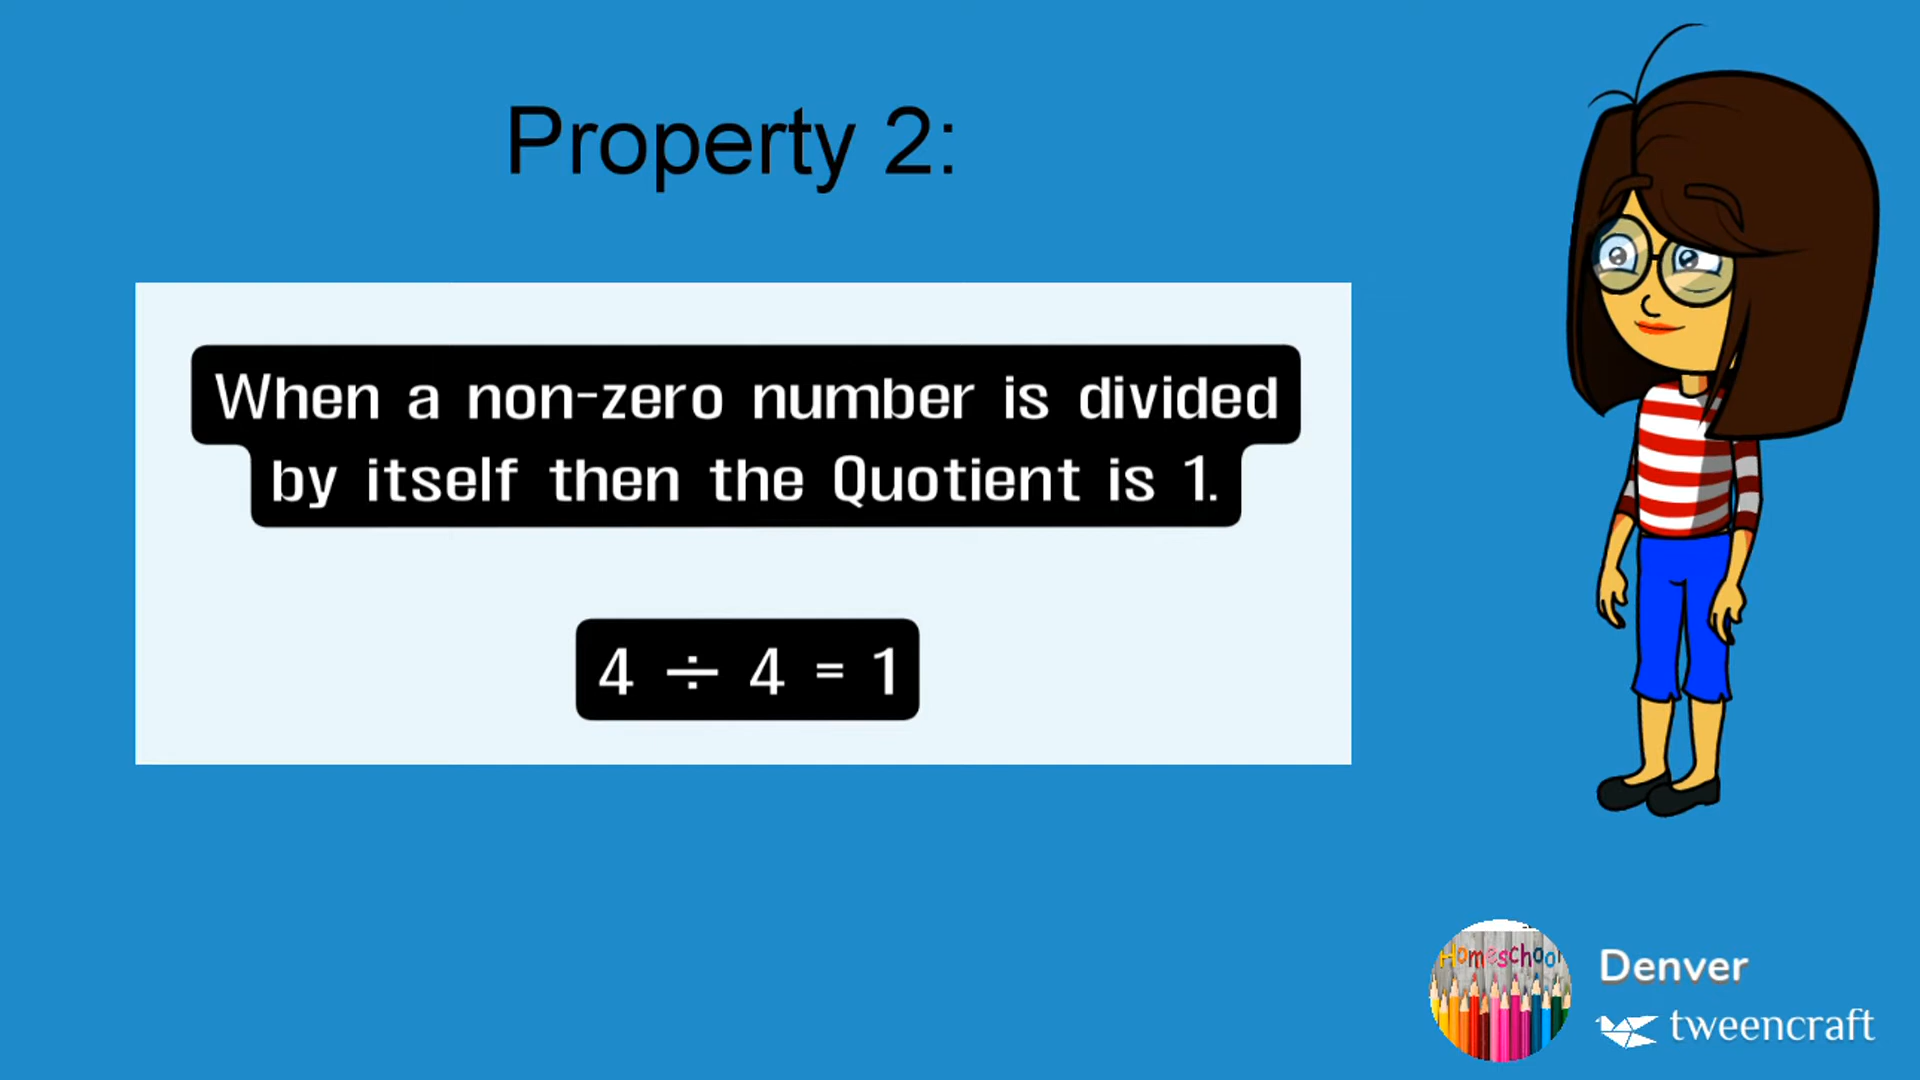 Property 2:
When a non-zero number is divided
by itself then the Quotient is 1.
4 ÷ 4 = 1
Homeschool
Denver
tweencraft